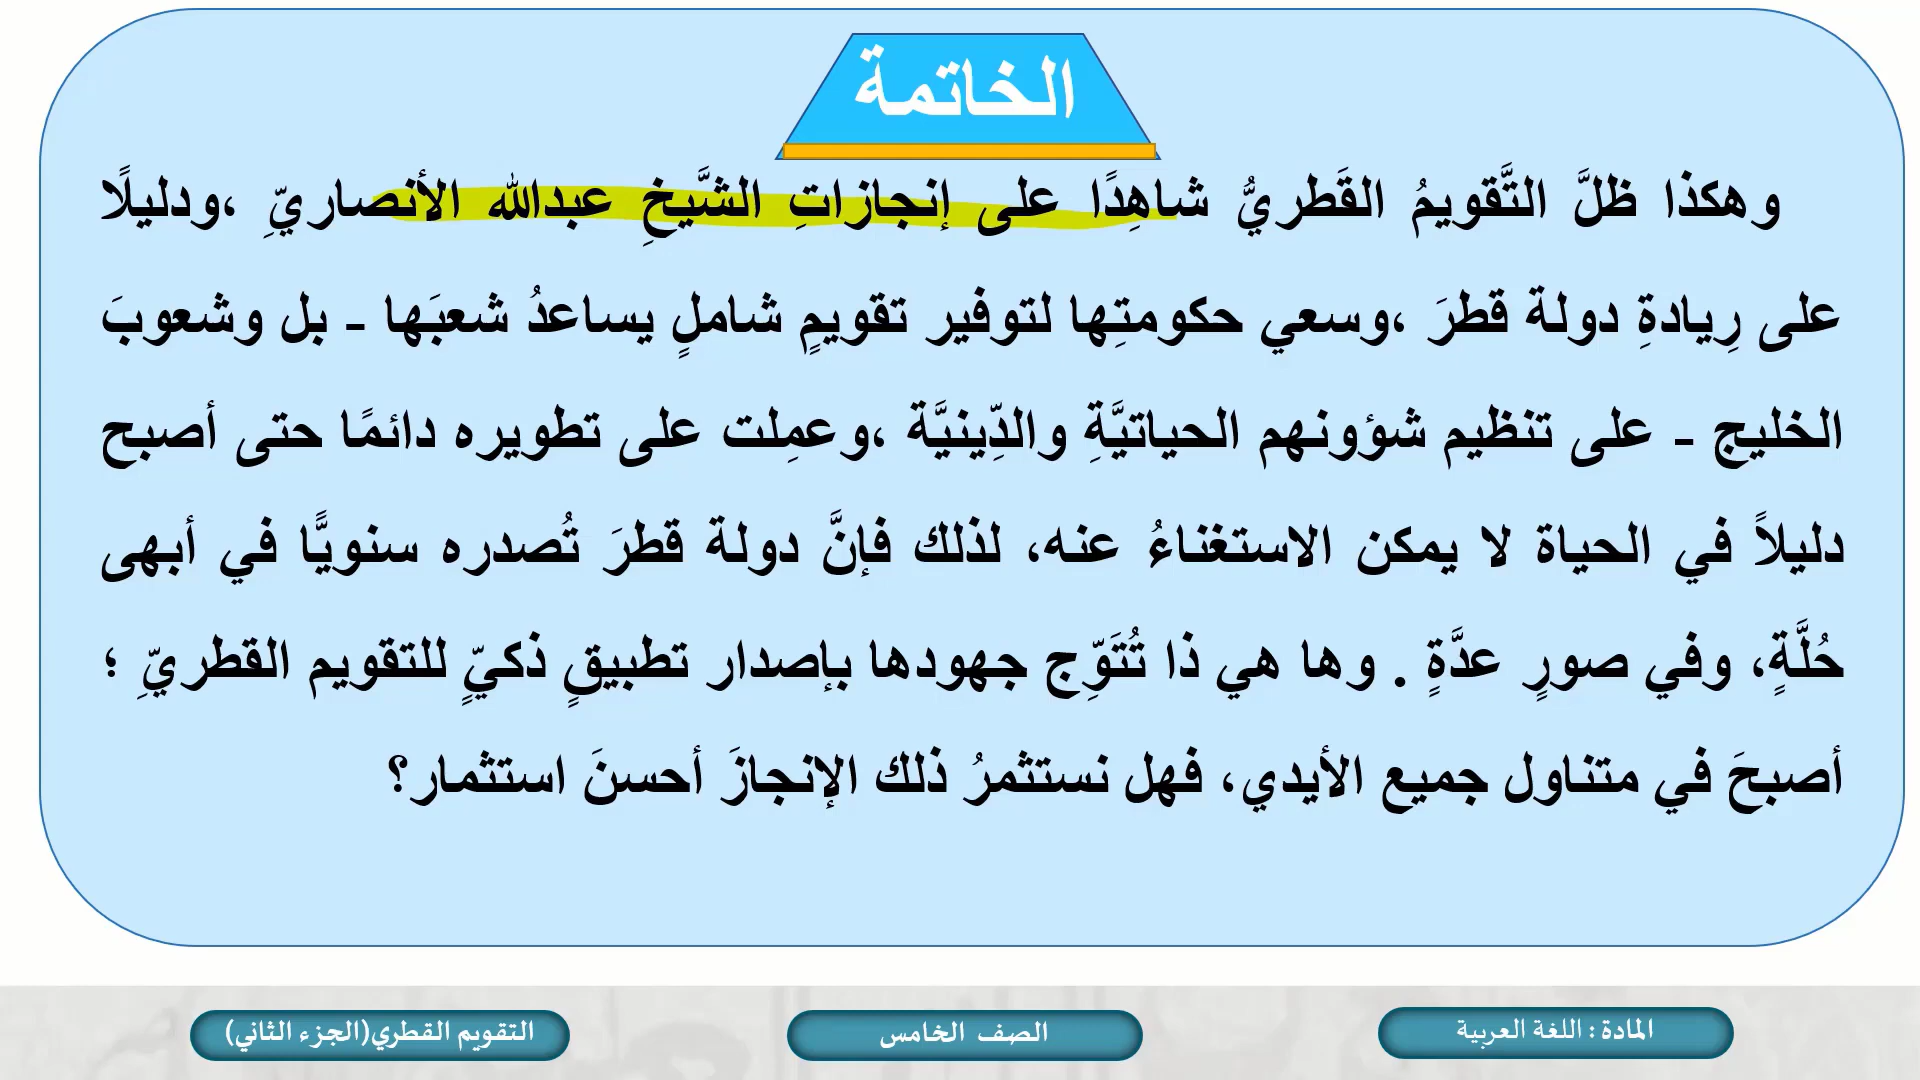 الخاتمة
وهكذا ظلَّ التَّقويمُ القَطريُّ شاهِدًا على إنجازاتِ الشَّيخِ عبدالله الأنصاريِّ ،ودليلًا
على رِيادةِ دولة قطرَ ،وسعي حكومتِها لتوفير تقويمٍ شاملٍ يساعدُ شعبَها - بل وشعوبَ
الخليج - على تنظيم شؤونهم الحياتيَّةِ والدِّينيَّة ،وعمِلت على تطويره دائمًا حتى أصبح
دليلاً في الحياة لا يمكن الاستغناءُ عنه، لذلك فإنَّ دولة قطرَ تُصدره سنويًّا في أبهى
حُلَّةٍ، وفي صورٍ عدَّةٍ . وها هي ذا تُتَوِّج جهودها بإصدار تطبيقٍ ذكيٍّ للتقويم القطريِّ ؛
أصبحَ في متناول جميع الأيدي، فهل نستثمرُ ذلك الإنجازَ أحسنَ استثمار؟
المادة : اللغة العربية
الصف الخامس
التقويم القطري(الجزء الثاني)